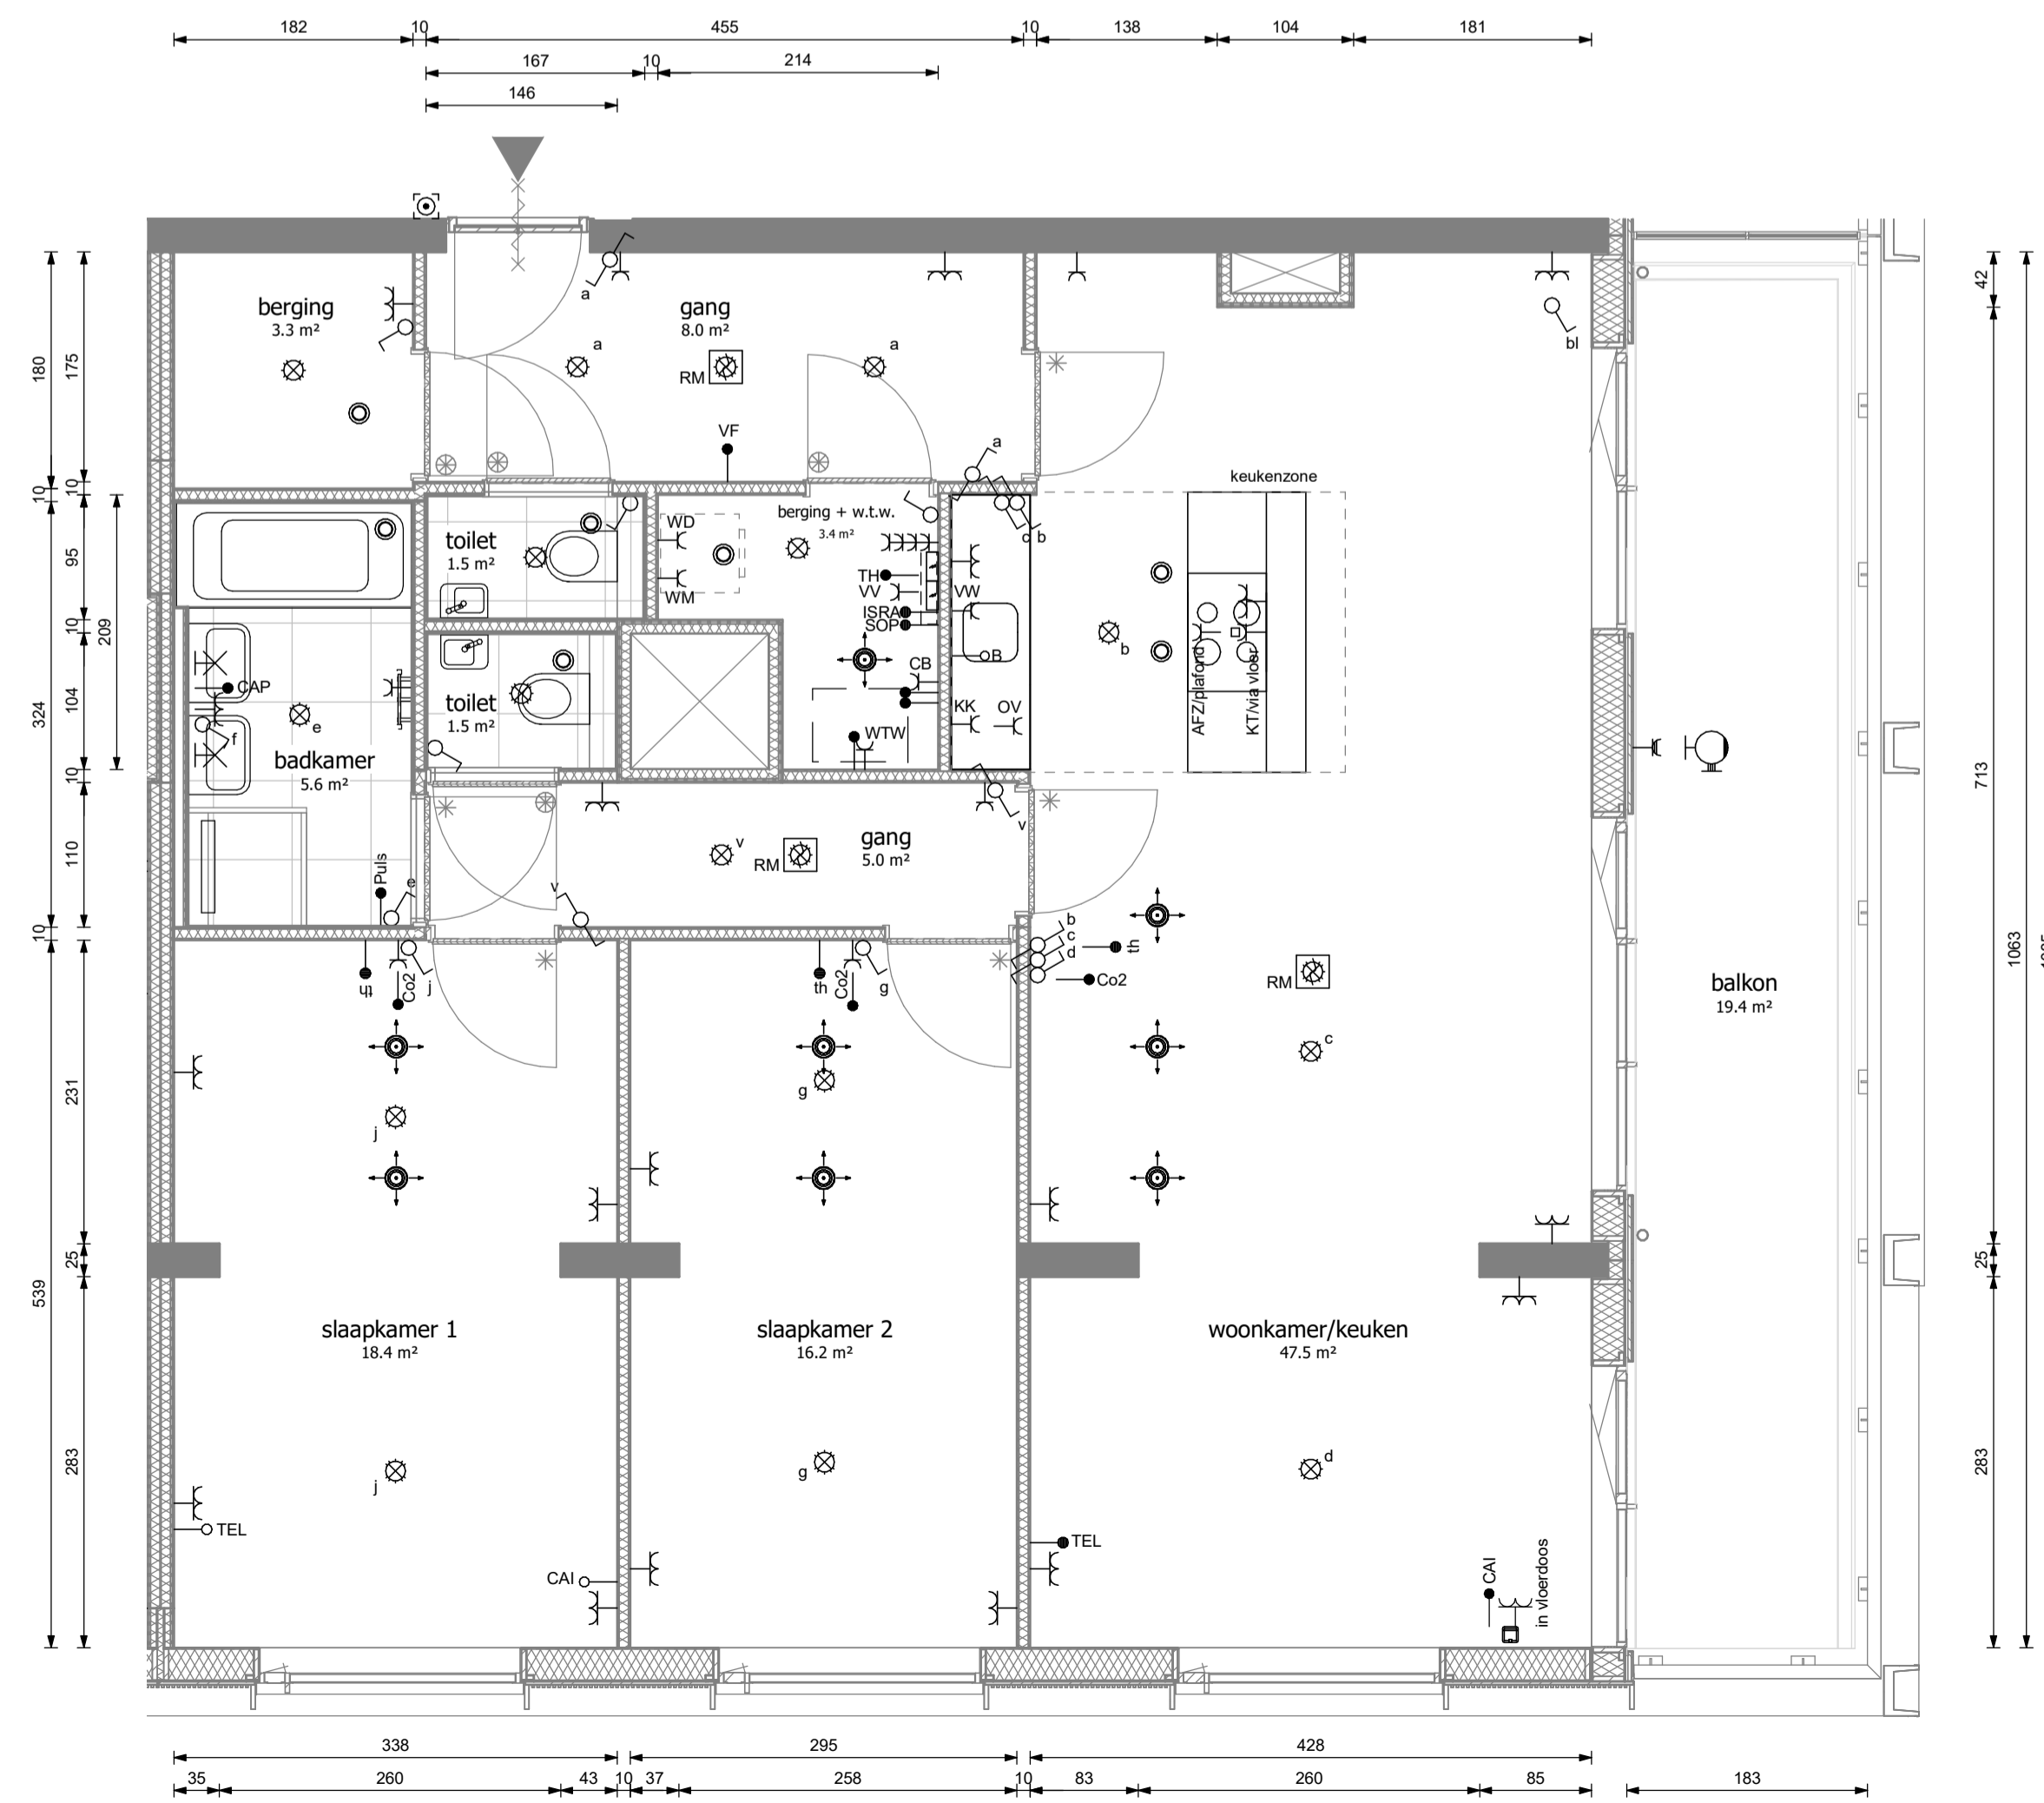 182
10
455
10
138
104
181
167
10
214
146
berging
3.3 m²
a
gang
8.0 m²
a
a
RM
VF
a
bl
keukenzone
180
175
10
10
42
toilet
1.5 m²
WD
WM
berging + w.t.w.
3.4 m²
c
b
TH
VV
ISRA
SOP
VW
B
b
95
10
209
toilet
1.5 m²
CB
KK
OV
WTW
AFZ/plafond
KT/via vloer
CAP
f
e
badkamer
5.6 m²
324
104
10
713
v
RM
gang
5.0 m²
v
v
Puls
e
110
10
b
c
d
th
Co2
RM
c
balkon
19.4 m²
1063
th
Co2
j
th
Co2
g
g
j
231
25
25
539
slaapkamer 1
18.4 m²
slaapkamer 2
16.2 m²
woonkamer/keuken
47.5 m²
283
283
j
g
d
TEL
TEL
CAI
CAI
in vloerdoos
338
295
428
35
260
43
10
37
258
10
83
260
85
183